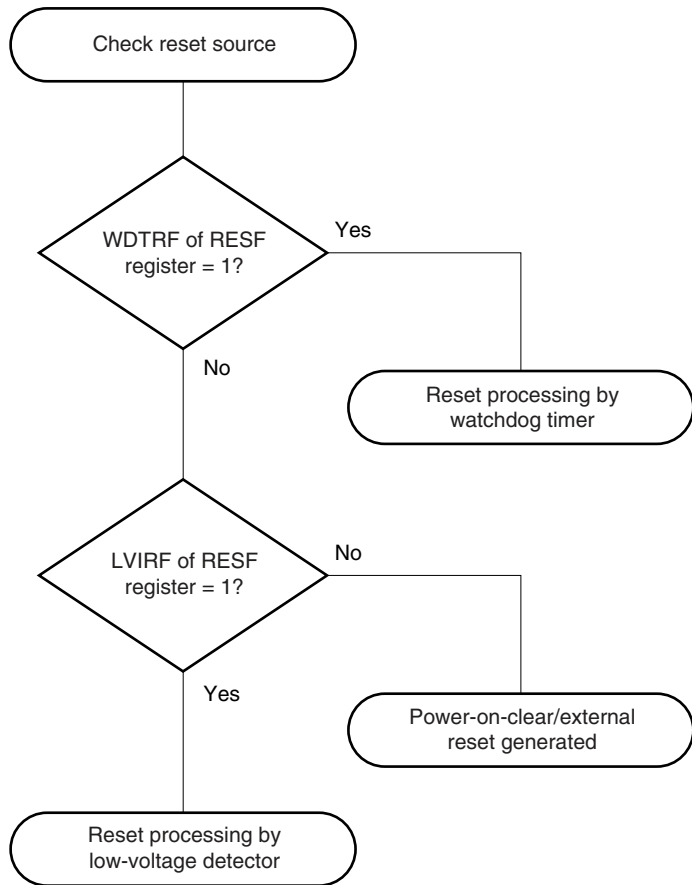 Check reset source
WDTRF of RESF
register = 1?
Yes
No
Reset processing by
watchdog timer
LVIRF of RESF
register = 1?
No
Yes
Power-on-clear/external
reset generated
Reset processing by
low-voltage detector